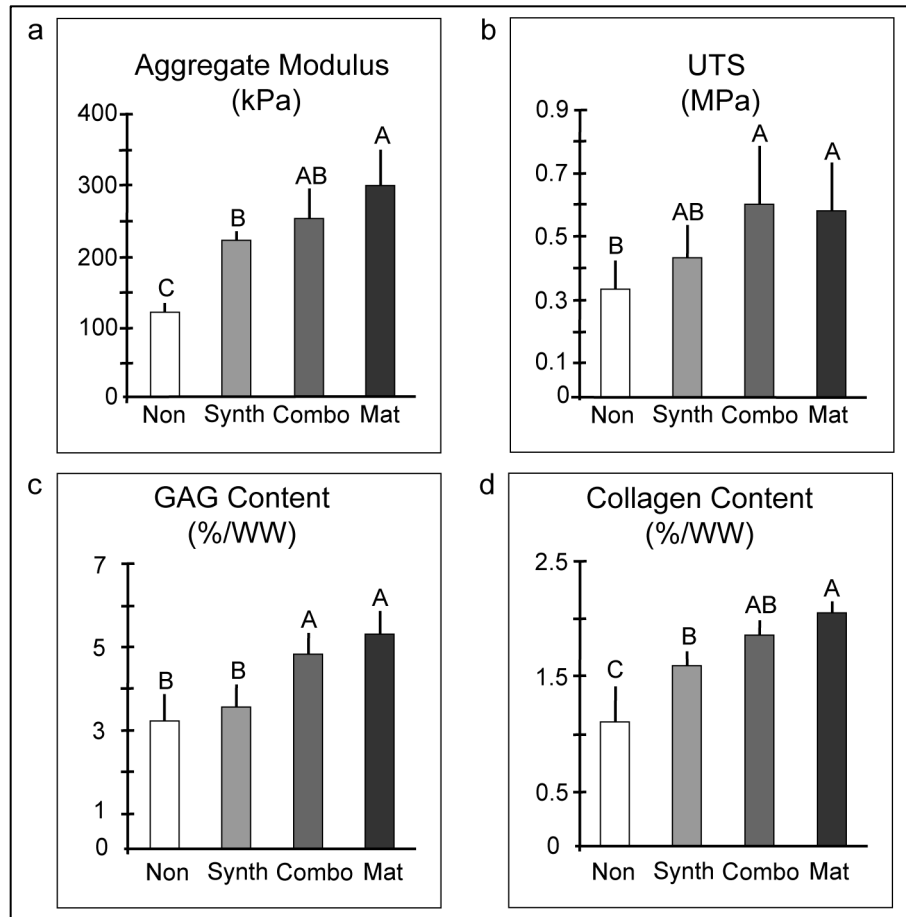 a
Aggregate Modulus
(kPa)
400
300
200
100
0
C
B
AB
A
Non Synth Combo Mat
b
UTS
(MPa)
0.9
0.7
0.5
0.3
0.1
0
B
AB
A
A
Non Synth Combo Mat
c
GAG Content
(%/WW)
7
5
3
1
0
B
B
A
A
Non Synth Combo Mat
d
Collagen Content
(%/WW)
2.5
1.5
0.5
0
C
B
AB
A
Non Synth Combo Mat